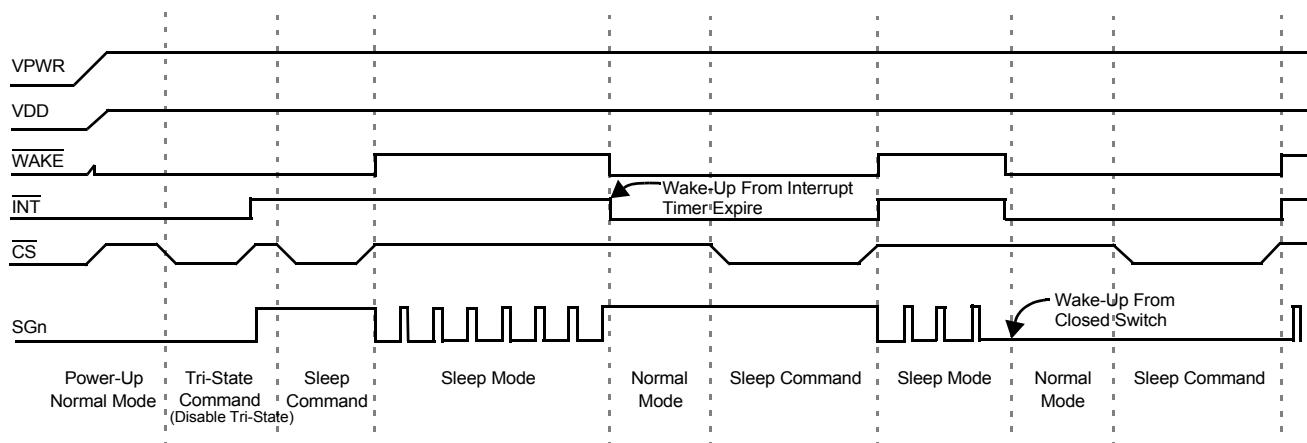 VPWR
VDD
WAKE
INT
Wake-Up From Interrupt
Timer Expire
CS
SGn
Wake-Up From
Closed Switch
Power-Up
Normal Mode
Tri-State
Command
(Disable Tri-State)
Sleep
Command
Sleep Mode
Normal
Mode
Sleep Command
Sleep Mode
Normal
Mode
Sleep Command